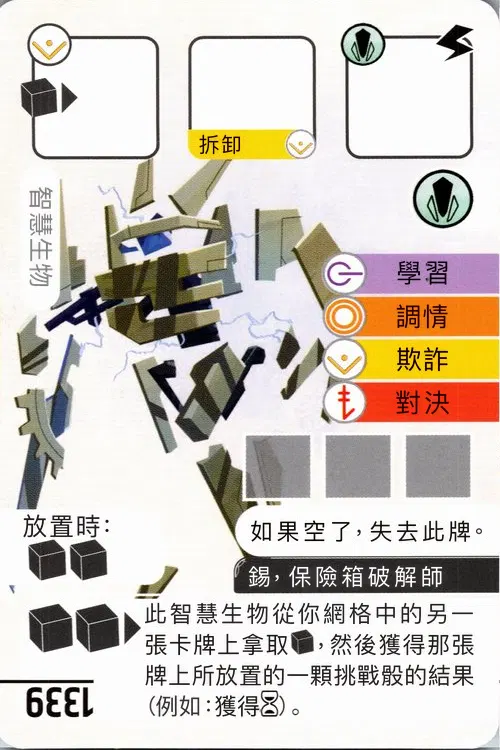 拆卸
智慧生物
學習
調情
欺詐
對決
放置時：
如果空了，失去此牌。
錫，保險箱破解師
此智慧生物從你網格中的另一
張卡牌上拿取，然後獲得那張
牌上所放置的一顆挑戰骰的結果
（例如：獲得）。
1339